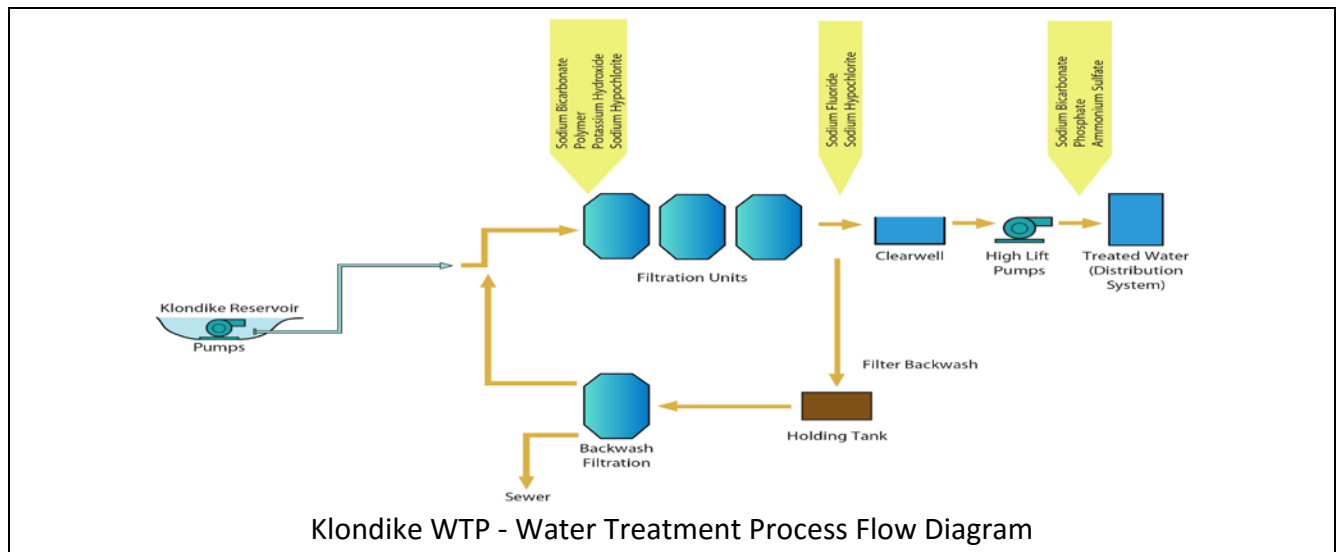 Sodium Bicarbonate
Polymer
Potassium Hydroxide
Sodium Hypochlorite
Sodium Fluoride
Sodium Hypochlorite
Sodium Bicarbonate
Phosphate
Ammonium Sulfate
Klondike Reservoir
Pumps
Filtration Units
Clearwell
High Lift
Pumps
Treated Water
(Distribution
System)
Filter Backwash
Holding Tank
Backwash
Filtration
Sewer
Klondike WTP - Water Treatment Process Flow Diagram